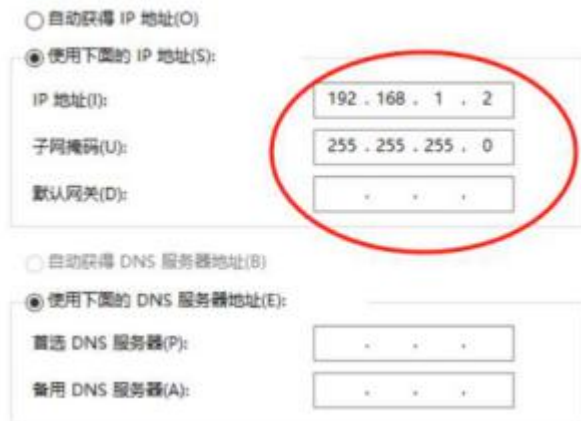 自动获得 IP 地址(O)
使用下面的 IP 地址(S):
IP 地址(I): 192 . 168 . 1 . 2
子网掩码(U): 255 . 255 . 255 . 0
默认网关(D): . . .
自动获得 DNS 服务器地址(B)
使用下面的 DNS 服务器地址(E):
首选 DNS 服务器(P): . . .
备用 DNS 服务器(A): . . .